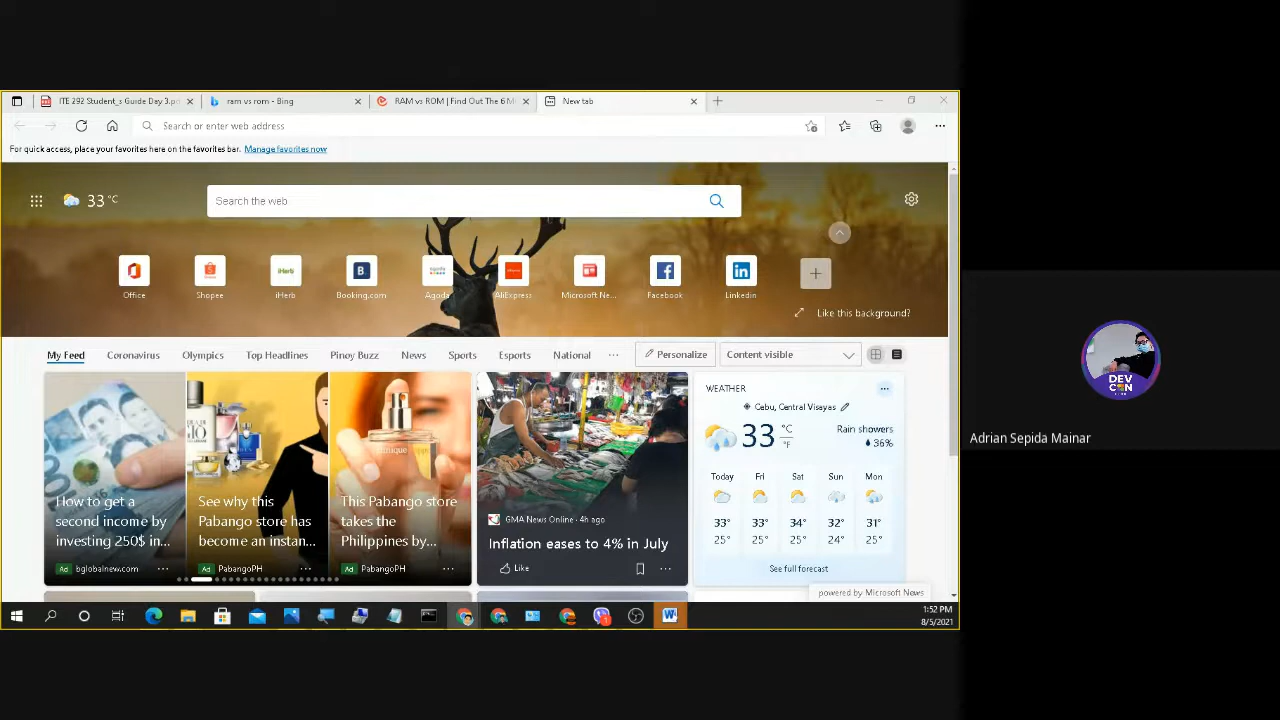 ITE 292 Student_s Guide Day 3.pd
ram vs rom - Bing
RAM vs ROM | Find Out The 6 M
New tab
Search or enter web address
For quick access, place your favorites here on the favorites bar. Manage favorites now
33 °C
Search the web
Office
Shopee
iHerb
Booking.com
Agoda
AliExpress
Microsoft Ne...
Facebook
Linkedin
Like this background?
My Feed
Coronavirus
Olympics
Top Headlines
Pinoy Buzz
News
Sports
Esports
National
Personalize
Content visible
How to get a
second income by
investing 250$ in...
Ad bglobalnew.com
See why this
Pabango store has
become an instan...
Ad PabangoPH
This Pabango store
takes the
Philippines by...
Ad PabangoPH
GMA News Online · 4h ago
Inflation eases to 4% in July
Like
WEATHER
Cebu, Central Visayas
33 °C
°F
Rain showers
36%
Today Fri Sat Sun Mon
33° 33° 34° 32° 31°
25° 25° 25° 24° 25°
See full forecast
powered by Microsoft News
1:52 PM
8/5/2021
DEV
CON
Adrian Sepida Mainar